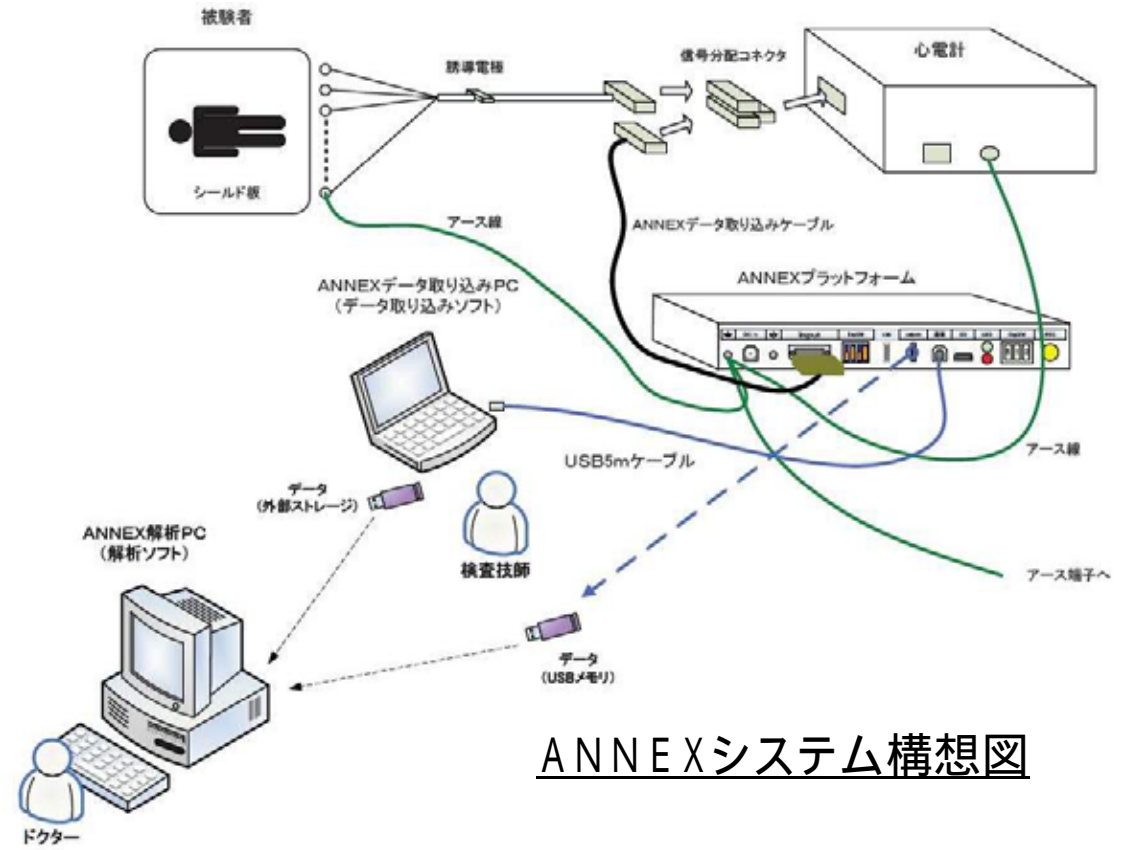 被験者
誘導電極
信号分配コネクタ
心電計
シールド板
アース線
ANNEXデータ取り込みケーブル
ANNEXデータ取り込みPC
(データ取り込みソフト)
ANNEXプラットフォーム
Input
USB5mケーブル
アース線
データ
(外部ストレージ)
ANNEX解析PC
(解析ソフト)
検査技師
アース端子へ
データ
(USBメモリ)
ANNEXシステム構想図
ドクター